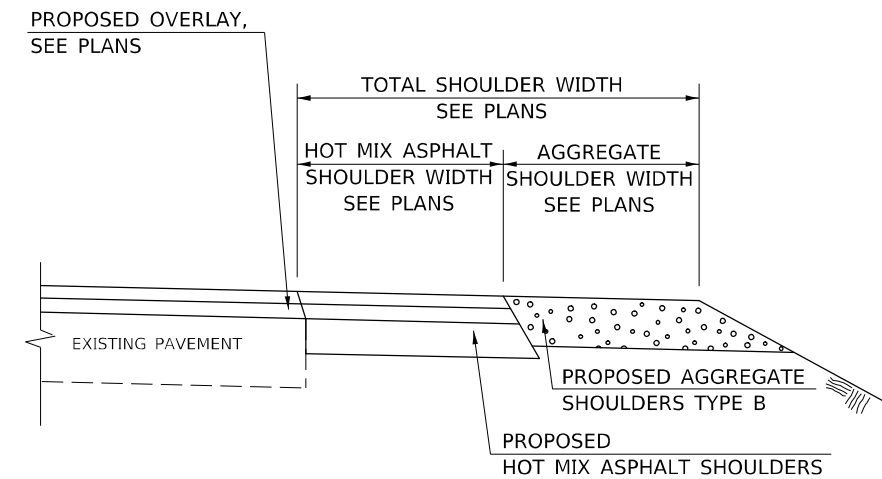 PROPOSED OVERLAY,
SEE PLANS
TOTAL SHOULDER WIDTH
SEE PLANS
HOT MIX ASPHALT
SHOULDER WIDTH
SEE PLANS
AGGREGATE
SHOULDER WIDTH
SEE PLANS
EXISTING PAVEMENT
PROPOSED AGGREGATE
SHOULDERS TYPE B
PROPOSED
HOT MIX ASPHALT SHOULDERS